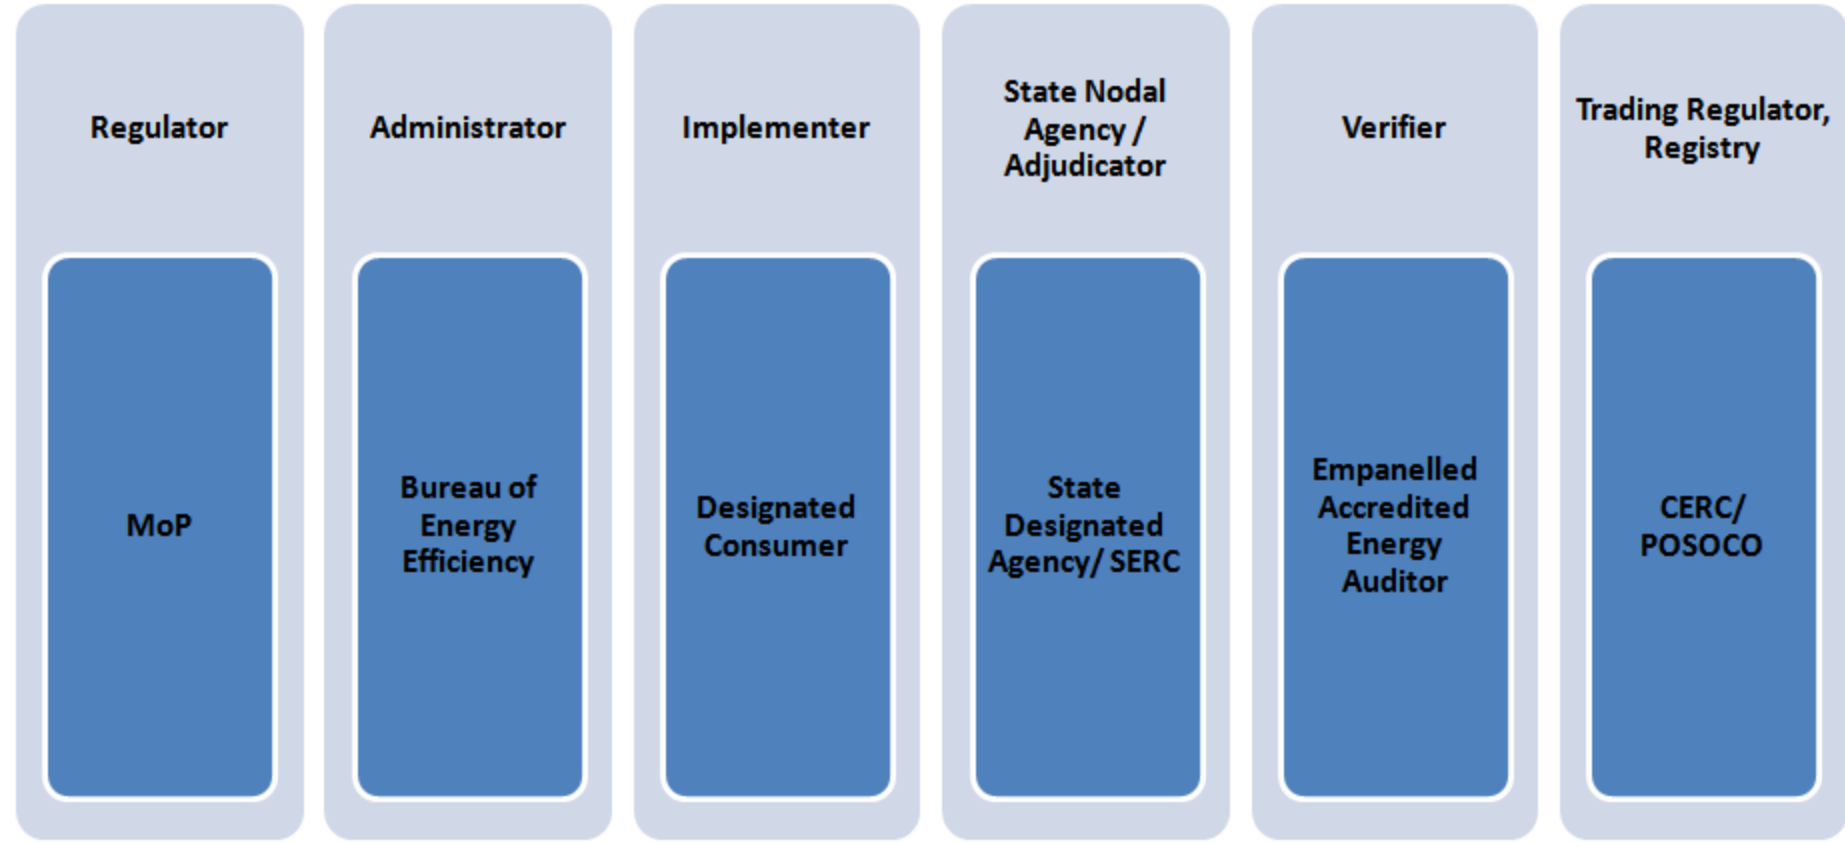 Regulator
MoP
Administrator
Bureau of
Energy
Efficiency
Implementer
Designated
Consumer
State Nodal
Agency /
Adjudicator
State
Designated
Agency/ SERC
Verifier
Empanelled
Accredited
Energy
Auditor
Trading Regulator,
Registry
CERC/
POSOCO